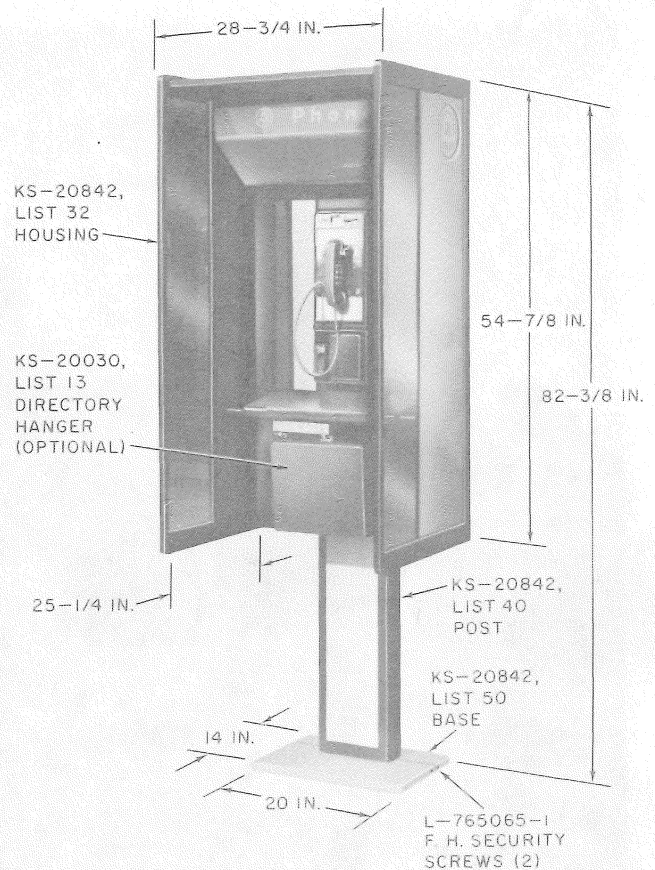 28-3/4 IN.
Phon
KS-20842,
LIST 32
HOUSING
54-7/8 IN.
KS-20030,
LIST 13
DIRECTORY
HANGER
(OPTIONAL)
82-3/8 IN.
25-1/4 IN.
KS-20842,
LIST 40
POST
KS-20842,
LIST 50
BASE
14 IN.
20 IN.
L-765065-1
F. H. SECURITY
SCREWS (2)